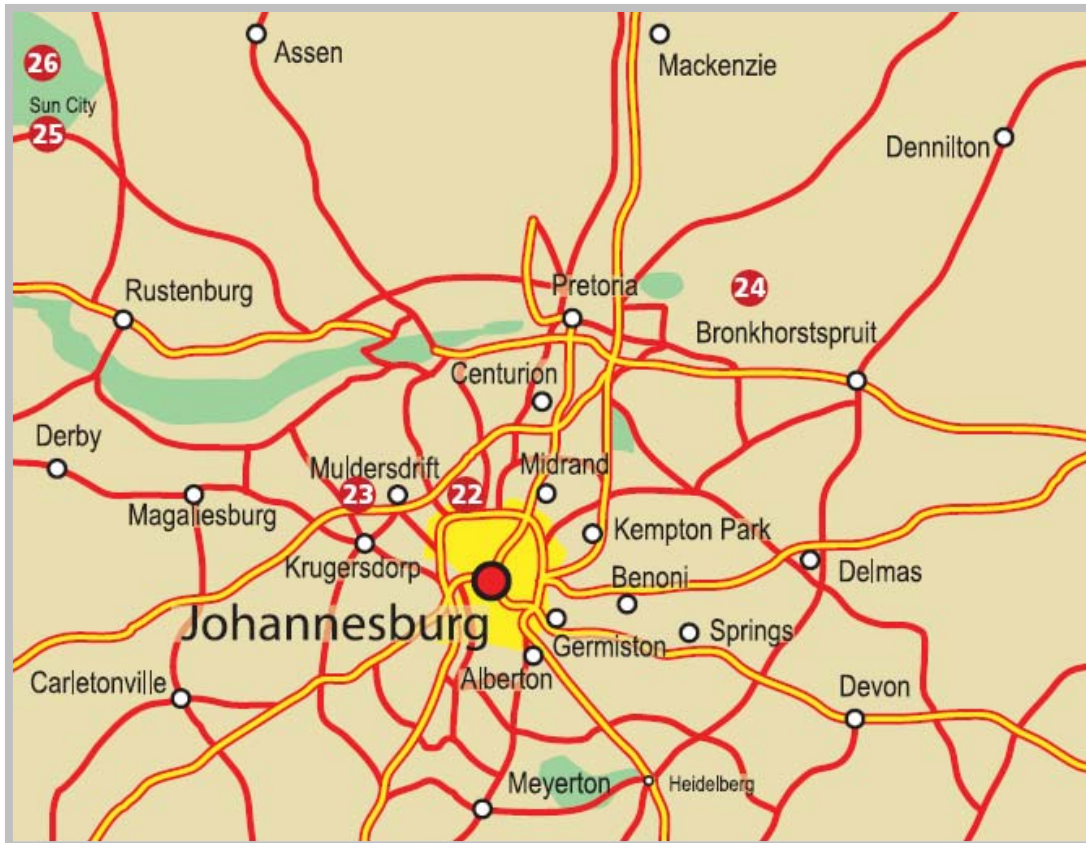 Assen
Mackenzie
26
Sun City
25
Dennilton
Rustenburg
Pretoria
24
Bronkhorstspruit
Centurion
Derby
Muldersdrift
Midrand
23
22
Magaliesburg
Kempton Park
Krugersdorp
Benoni
Delmas
Johannesburg
Germiston
Springs
Alberton
Carletonville
Devon
Meyerton
Heidelberg